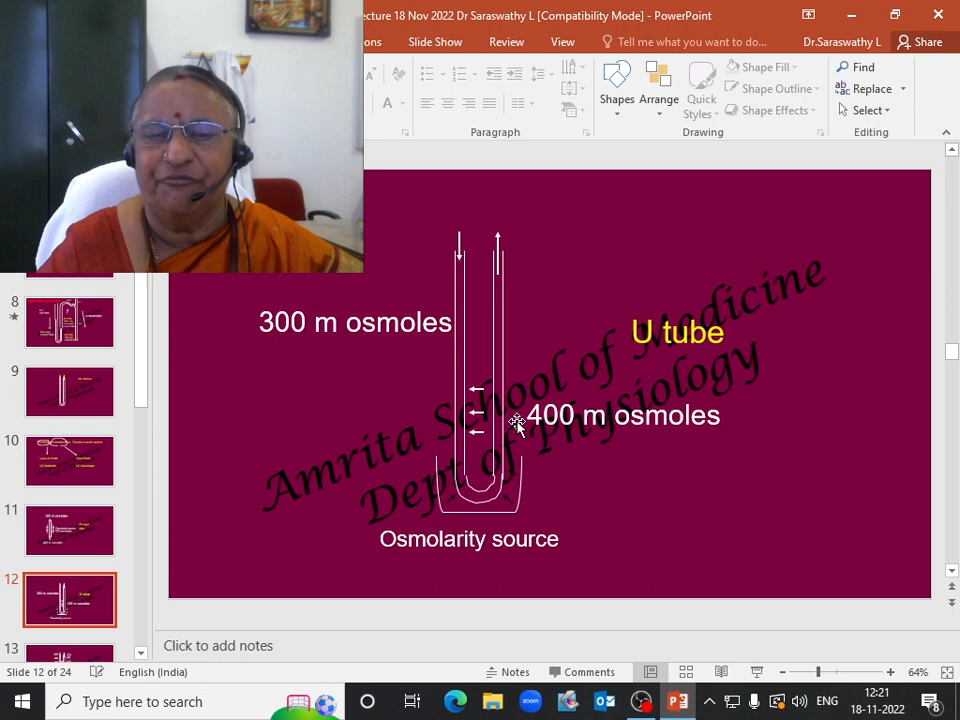 ecture 18 Nov 2022 Dr Saraswathy L [Compatibility Mode] - PowerPoint
ons Slide Show Review View Tell me what you want to do... Dr.Saraswathy L Share
Shapes Arrange Quick Styles
Shape Fill
Shape Outline
Shape Effects
Find
Replace
Select
Paragraph Drawing Editing
300 m osmoles
U tube
400 m osmoles
Osmolarity source
Amrita School of Medicine
Dept of Physiology
8
9
10
11
12
13
Click to add notes
Slide 12 of 24 English (India) Notes Comments 64%
Type here to search
zoom
ENG
12:21
18-11-2022
8